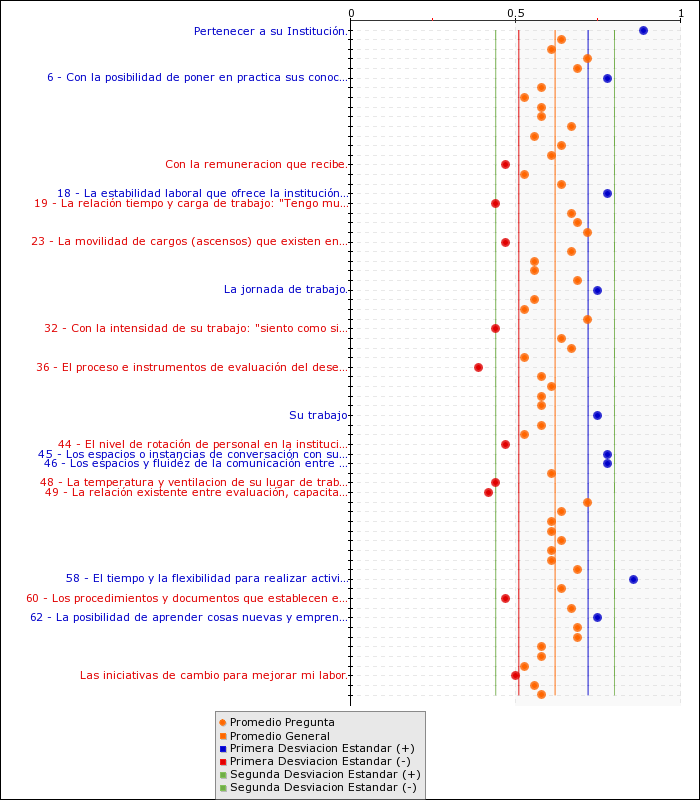 0 0.5 1
Pertenecer a su Institución.
6 - Con la posibilidad de poner en practica sus conoc...
Con la remuneracion que recibe.
18 - La estabilidad laboral que ofrece la institución...
19 - La relación tiempo y carga de trabajo: "Tengo mu...
23 - La movilidad de cargos (ascensos) que existen en...
La jornada de trabajo.
32 - Con la intensidad de su trabajo: "siento como si...
36 - El proceso e instrumentos de evaluación del dese...
Su trabajo
44 - El nivel de rotación de personal en la instituci...
45 - Los espacios o instancias de conversación con su...
46 - Los espacios y fluidez de la comunicación entre ...
48 - La temperatura y ventilacion de su lugar de trab...
49 - La relación existente entre evaluación, capacita...
58 - El tiempo y la flexibilidad para realizar activi...
60 - Los procedimientos y documentos que establecen e...
62 - La posibilidad de aprender cosas nuevas y empren...
Las iniciativas de cambio para mejorar mi labor.
Promedio Pregunta
Promedio General
Primera Desviacion Estandar (+)
Primera Desviacion Estandar (-)
Segunda Desviacion Estandar (+)
Segunda Desviacion Estandar (-)